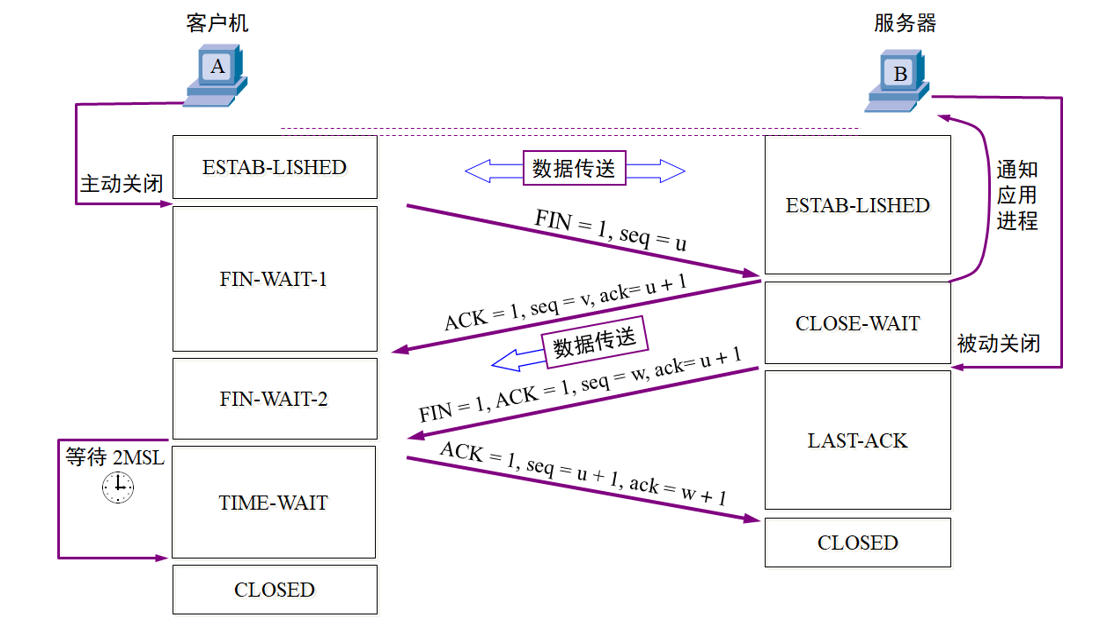 客户机
服务器
A
B
ESTAB-LISHED
数据传送
ESTAB-LISHED
通知
应用
进程
主动关闭
FIN = 1, seq = u
FIN-WAIT-1
ACK = 1, seq = v, ack= u + 1
CLOSE-WAIT
数据传送
被动关闭
FIN-WAIT-2
FIN = 1, ACK = 1, seq = w, ack= u + 1
LAST-ACK
等待 2MSL
ACK = 1, seq = u + 1, ack = w + 1
TIME-WAIT
CLOSED
CLOSED